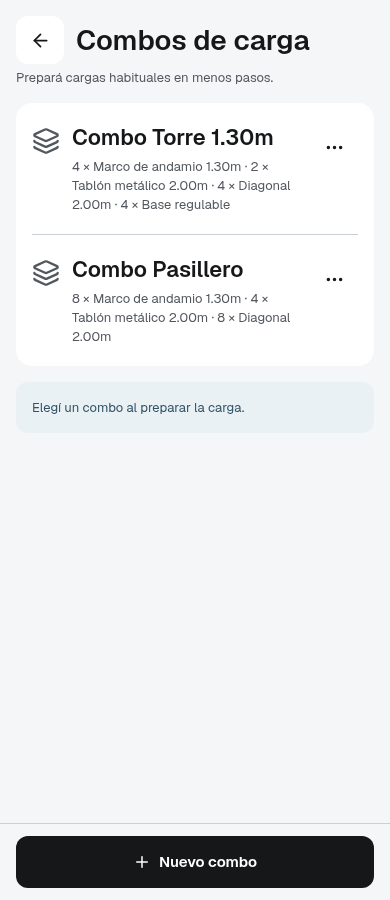 Combos de carga
Prepará cargas habituales en menos pasos.
Combo Torre 1.30m
4 × Marco de andamio 1.30m · 2 ×
Tablón metálico 2.00m · 4 × Diagonal
2.00m · 4 × Base regulable
Combo Pasillero
8 × Marco de andamio 1.30m · 4 ×
Tablón metálico 2.00m · 8 × Diagonal
2.00m
Elegí un combo al preparar la carga.
Nuevo combo